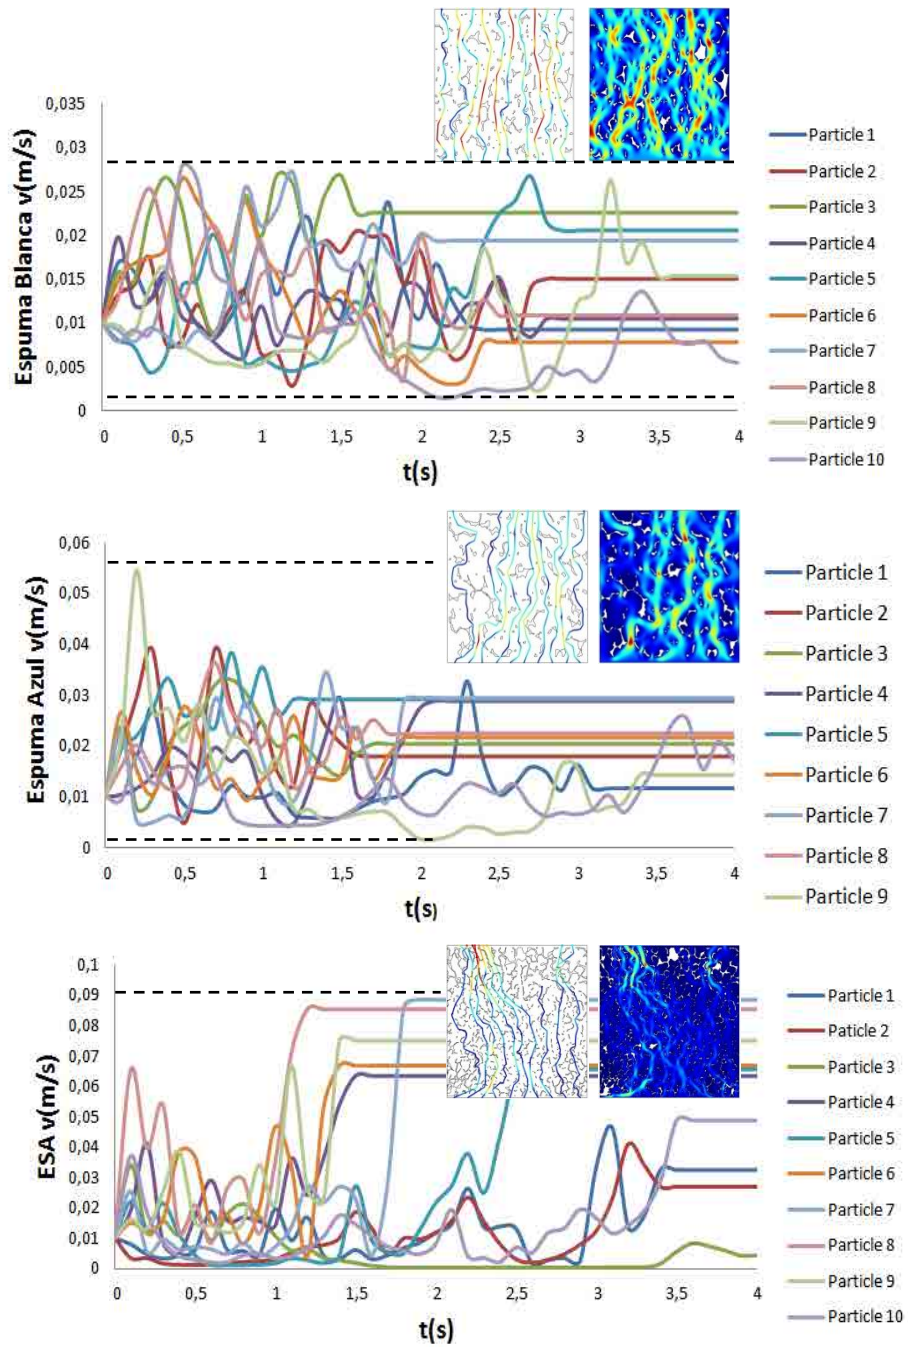 Espuma Blanca v(m/s)
0,035
0,03
0,025
0,02
0,015
0,01
0,005
0
0 0,5 1 1,5 2 2,5 3 3,5 4
t(s)
Particle 1
Particle 2
Particle 3
Particle 4
Particle 5
Particle 6
Particle 7
Particle 8
Particle 9
Particle 10
Espuma Azul v(m/s)
0,06
0,05
0,04
0,03
0,02
0,01
0
0 0,5 1 1,5 2 2,5 3 3,5 4
t(s)
Particle 1
Particle 2
Particle 3
Particle 4
Particle 5
Particle 6
Particle 7
Particle 8
Particle 9
ESA v(m/s)
0,1
0,09
0,08
0,07
0,06
0,05
0,04
0,03
0,02
0,01
0
0 0,5 1 1,5 2 2,5 3 3,5 4
t(s)
Particle 1
Paticle 2
Particle 3
Particle 4
Particle 5
Particle 6
Particle 7
Particle 8
Particle 9
Particle 10